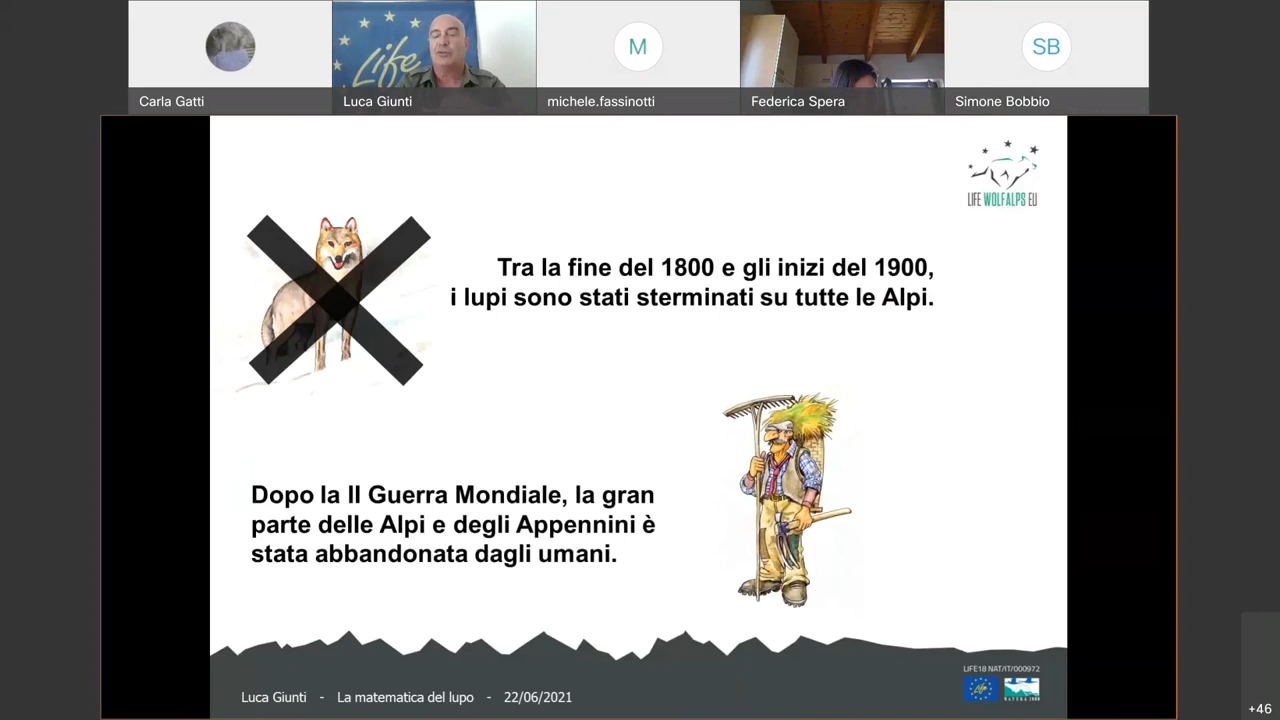 M
SB
Life
Carla Gatti
Luca Giunti
michele.fassinotti
Federica Spera
Simone Bobbio
LIFE WOLFALPS EU
Tra la fine del 1800 e gli inizi del 1900,
i lupi sono stati sterminati su tutte le Alpi.
Dopo la II Guerra Mondiale, la gran
parte delle Alpi e degli Appennini è
stata abbandonata dagli umani.
LIFE18 NAT/IT/000972
Life
NATURA 2000
Luca Giunti - La matematica del lupo - 22/06/2021
+46